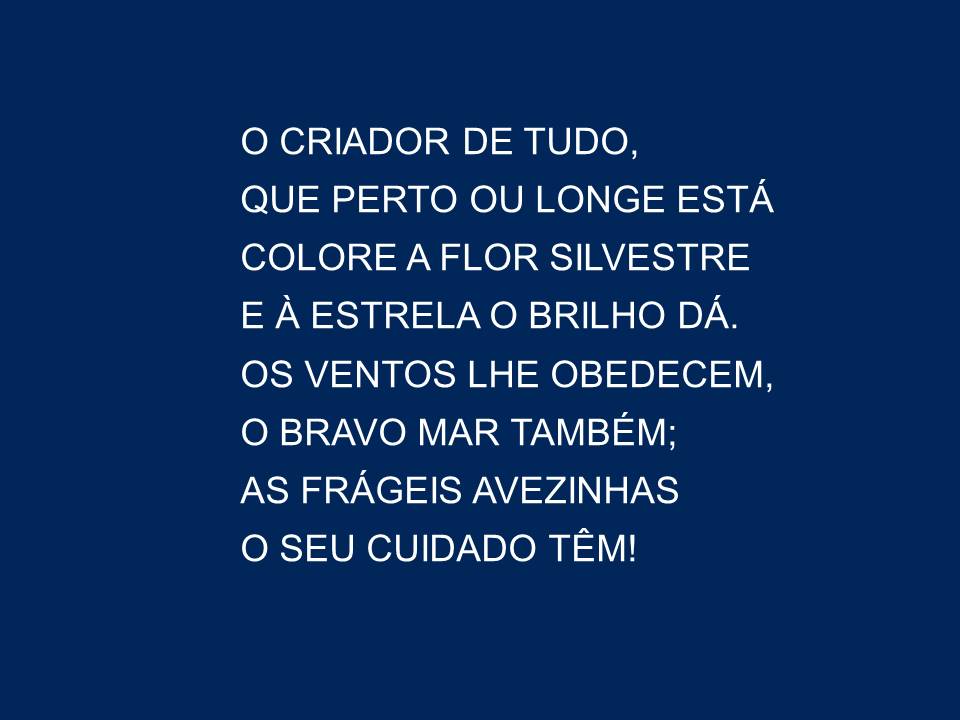 O CRIADOR DE TUDO,
QUE PERTO OU LONGE ESTÁ
COLORE A FLOR SILVESTRE
E À ESTRELA O BRILHO DÁ.
OS VENTOS LHE OBEDECEM,
O BRAVO MAR TAMBÉM;
AS FRÁGEIS AVEZINHAS
O SEU CUIDADO TÊM!